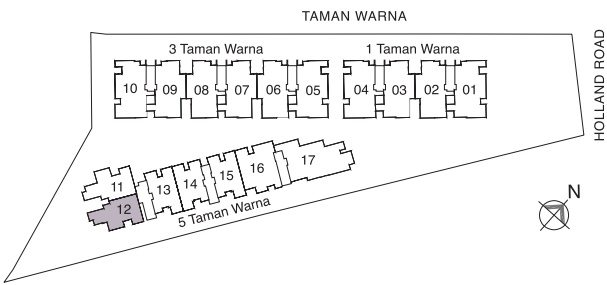 TAMAN WARNA
HOLLAND ROAD
3 Taman Warna
1 Taman Warna
10 09 08 07 06 05 04 03 02 01
11 12 13 14 15 16 17
5 Taman Warna
N